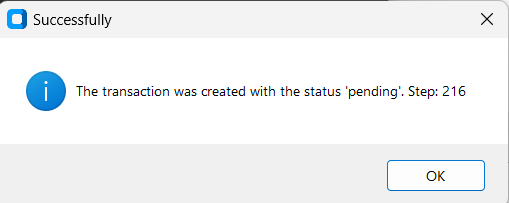 Successfully
The transaction was created with the status 'pending'. Step: 216
OK